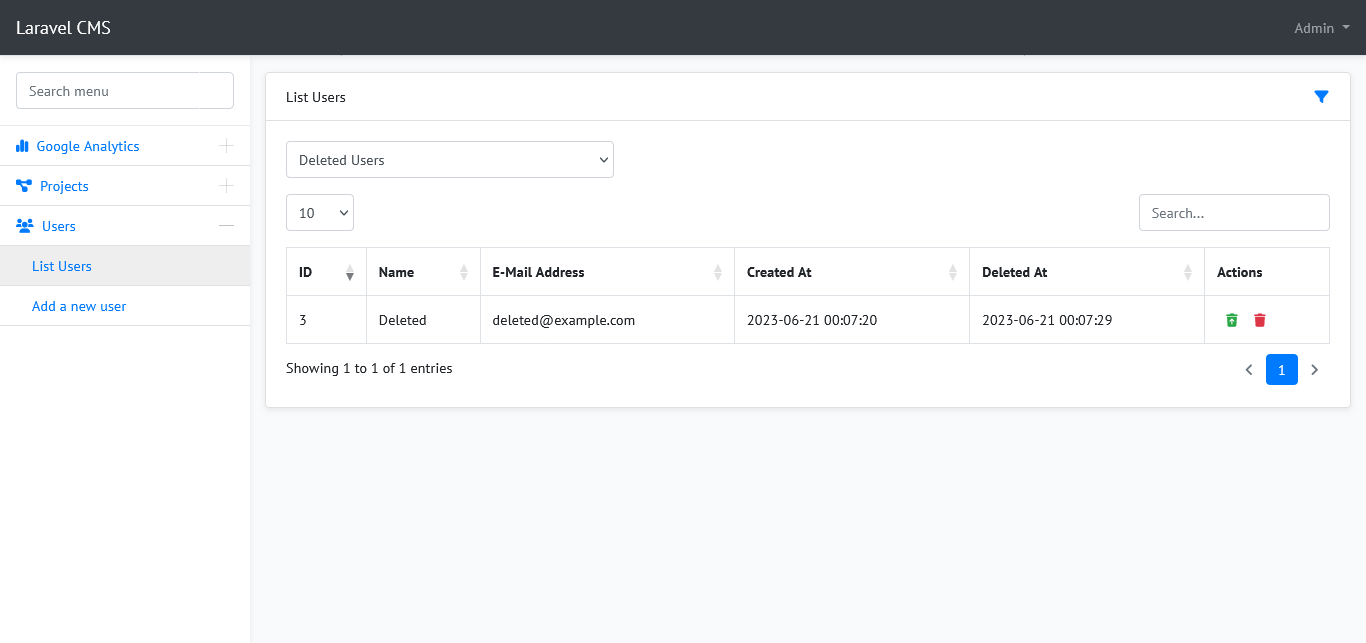 Laravel CMS
Admin
Search menu
Google Analytics
Projects
Users
List Users
Add a new user
List Users
Deleted Users
10
Search...
ID Name E-Mail Address Created At Deleted At Actions
3 Deleted deleted@example.com 2023-06-21 00:07:20 2023-06-21 00:07:29
Showing 1 to 1 of 1 entries
1